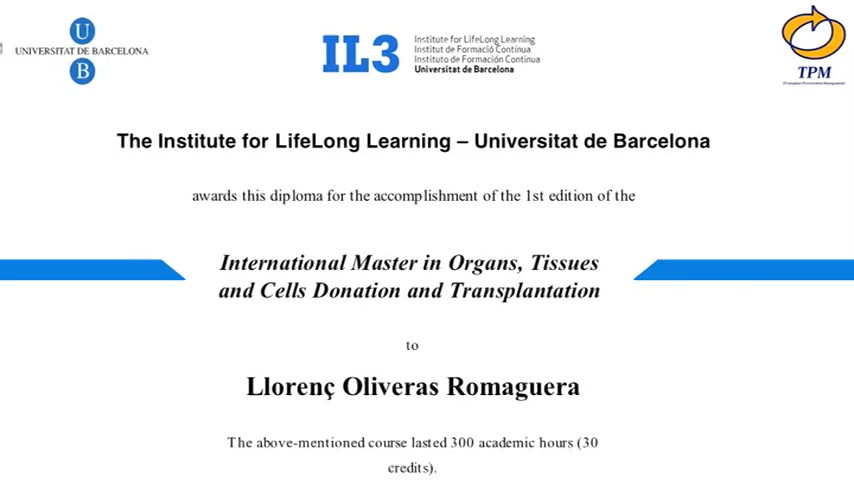 U
UNIVERSITAT DE BARCELONA
B
IL3
Institute for LifeLong Learning
Institut de Formació Contínua
Instituto de Formación Continua
Universitat de Barcelona
TPM
(Transplant Procurement Management)
The Institute for LifeLong Learning – Universitat de Barcelona
awards this diploma for the accomplishment of the 1st edition of the
International Master in Organs, Tissues
and Cells Donation and Transplantation
to
Llorenç Oliveras Romaguera
The above-mentioned course lasted 300 academic hours (30
credits).